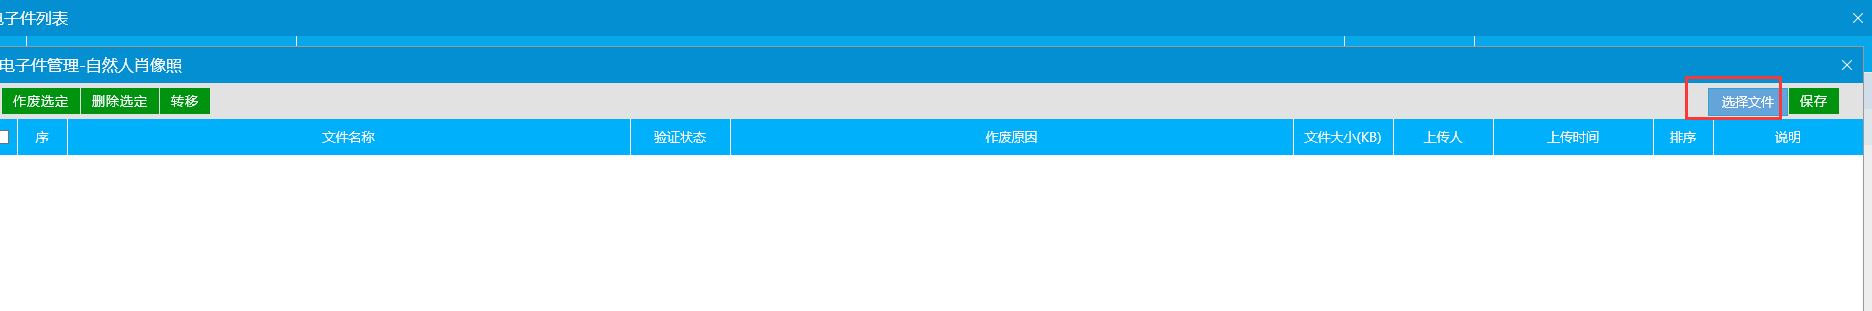 电子件列表
电子件管理-自然人肖像照
作废选定 删除选定 转移 选择文件 保存
序 文件名称 验证状态 作废原因 文件大小(KB) 上传人 上传时间 排序 说明